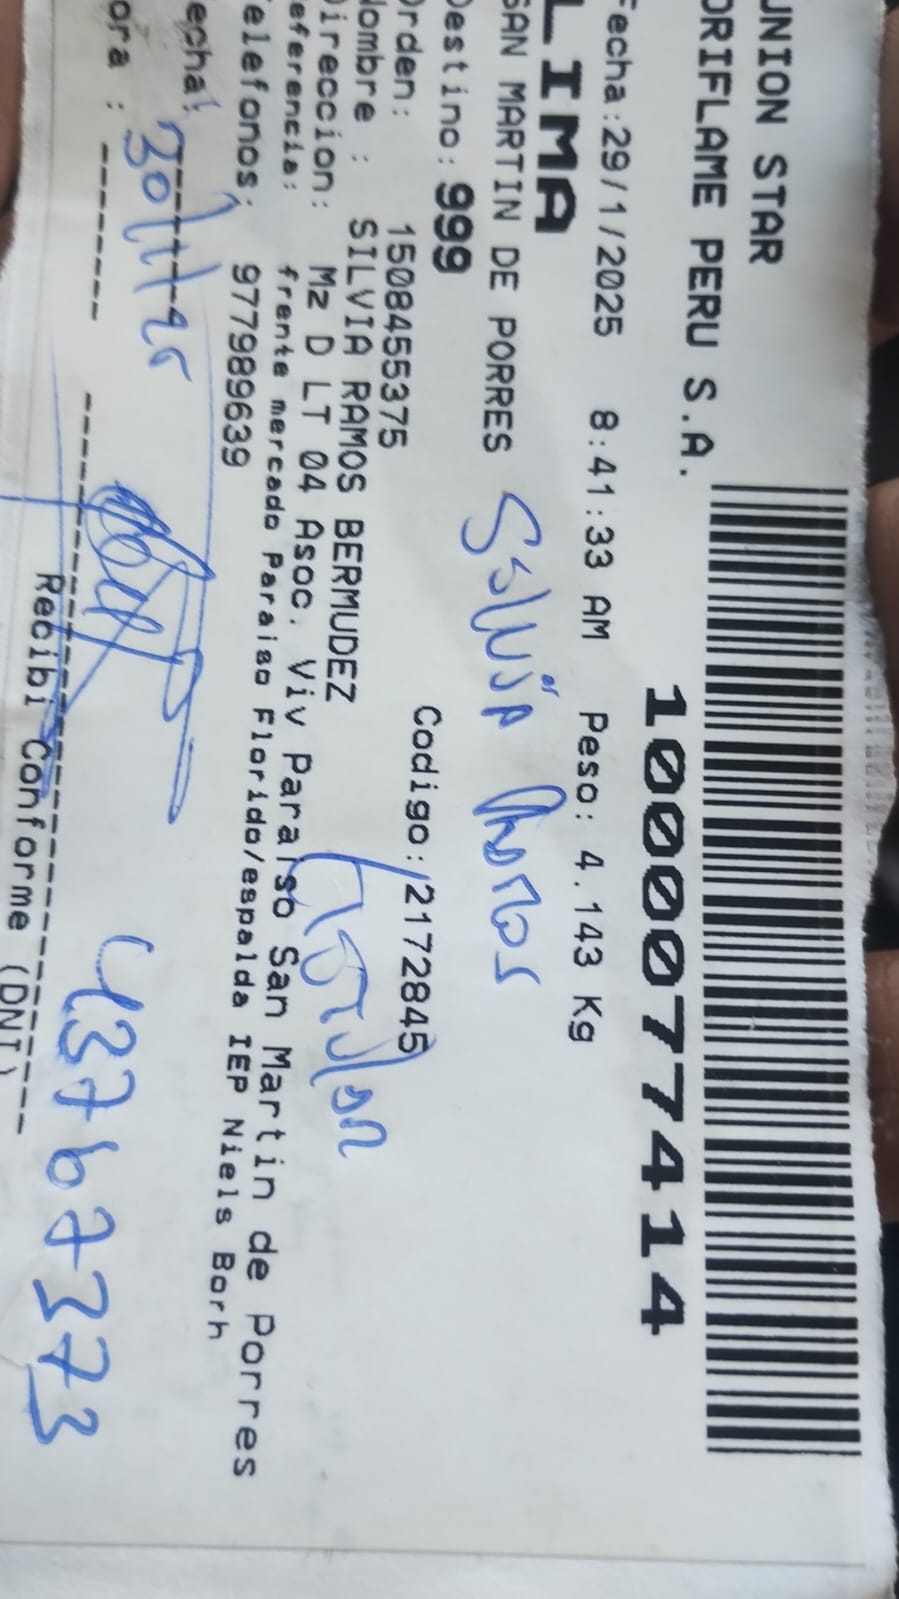 UNION STAR
ORIFLAME PERU S.A.
1000077414
Fecha:29/1/2025 8:41:33 AM Peso: 4.143 Kg
LIMA
SAN MARTIN DE PORRES
Silvia Ramos
Destino: 999
Codigo: 2172845
Orden: 1508455375
Nombre : SILVIA RAMOS BERMUDEZ
Direccion: Mz D LT 04 Asoc. Viv Paraiso San Martin de Porres
eferencia: frente mercado Paraiso Florido/espalda IEP Niels Borh
elefonos: 977989639
echa: 30/1/25
ora :
43767373
Recibi Conforme (DNI)